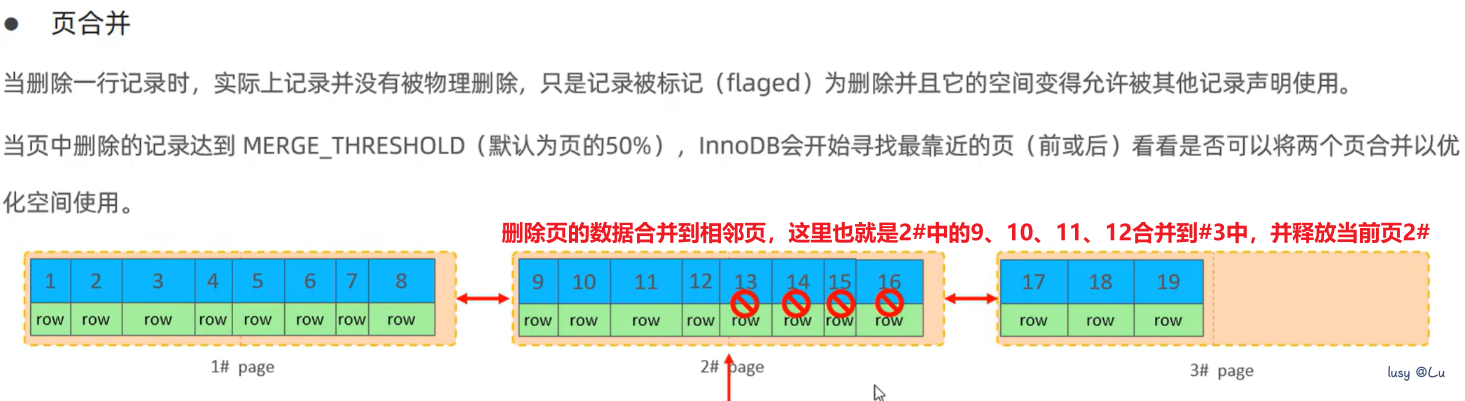 ● 页合并
当删除一行记录时，实际上记录并没有被物理删除，只是记录被标记（flaged）为删除并且它的空间变得允许被其他记录声明使用。
当页中删除的记录达到 MERGE_THRESHOLD（默认为页的50%），InnoDB会开始寻找最靠近的页（前或后）看看是否可以将两个页合并以优
化空间使用。
删除页的数据合并到相邻页，这里也就是2#中的9、10、11、12合并到#3中，并释放当前页2#
1 2 3 4 5 6 7 8
row row row row row row row row
1# page
9 10 11 12 13 14 15 16
row row row row row row row row
2# page
17 18 19
row row row
3# page
lusy @Lu